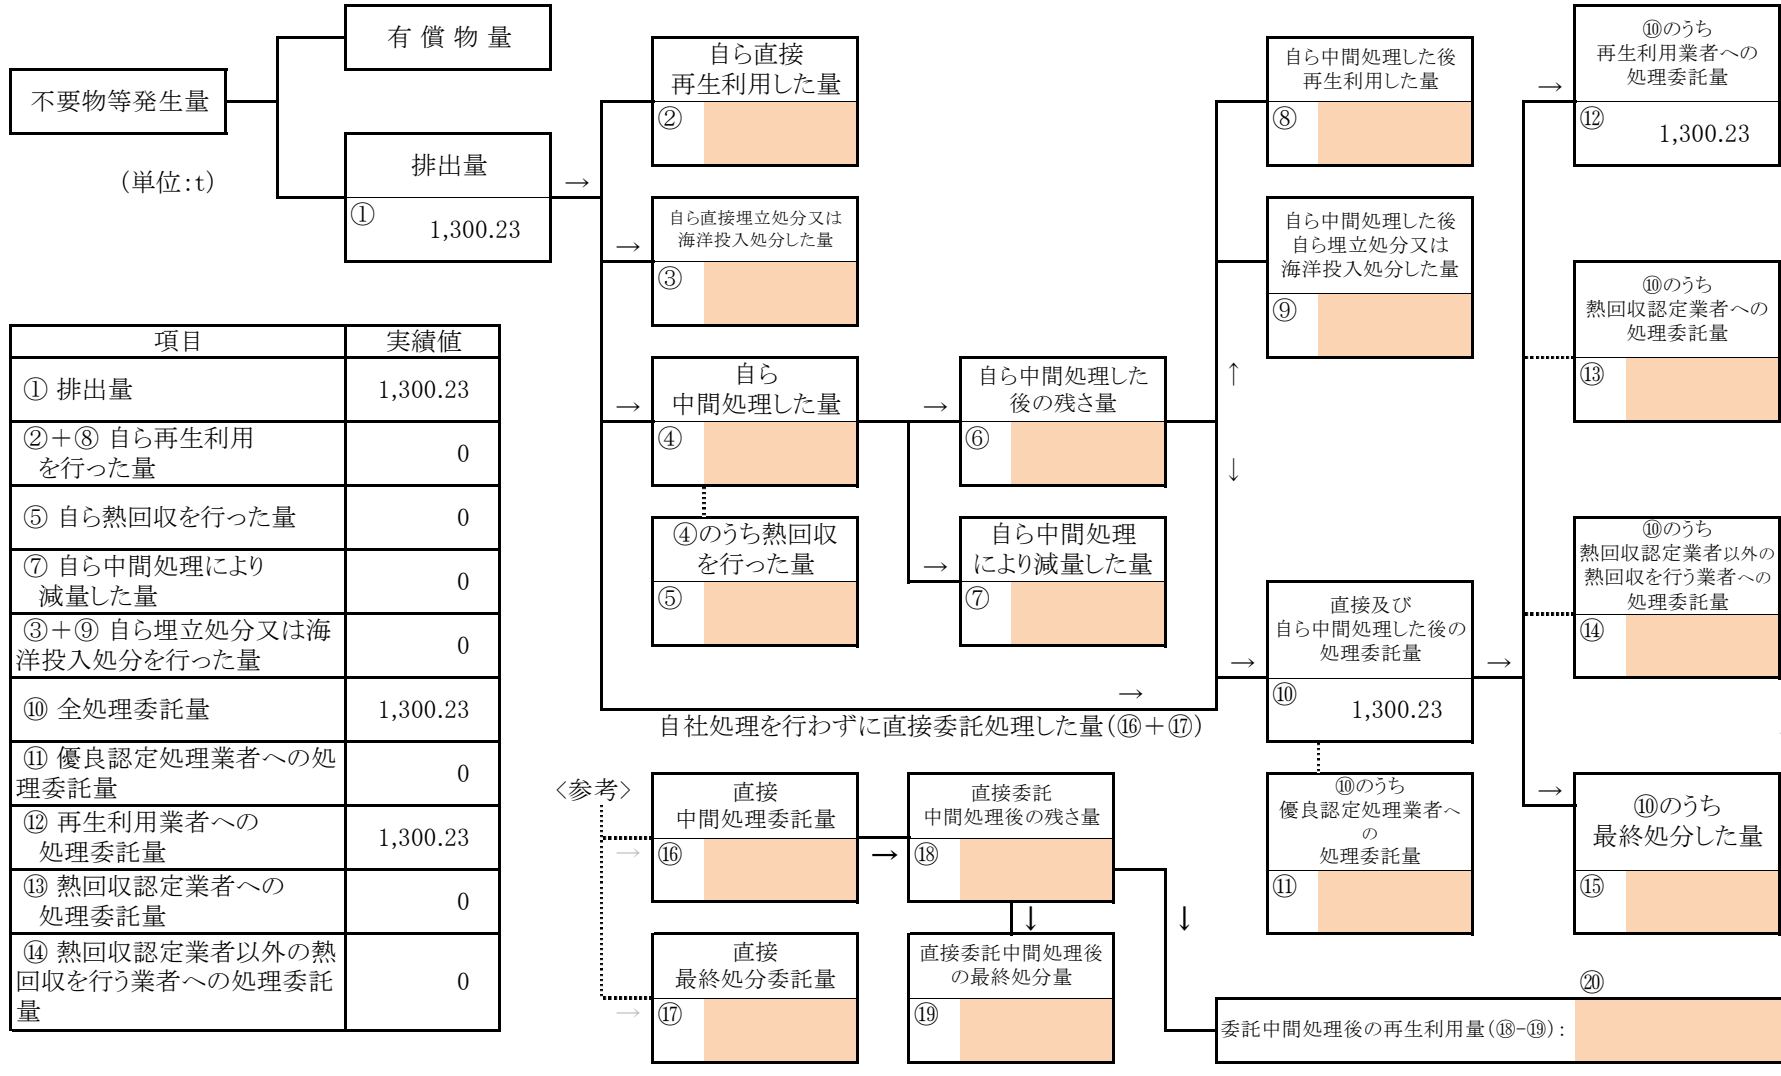 有償物量
不要物等発生量
(単位:t)
排出量
①
1,300.23
→
自ら直接
再生利用した量
②
→
自ら直接埋立処分又は
海洋投入処分した量
③
→
自ら
中間処理した量
④
④のうち熱回収
を行った量
⑤
→
自ら中間処理した
後の残さ量
⑥
→
自ら中間処理
により減量した量
⑦
↑
↓
自ら中間処理した後
再生利用した量
⑧
自ら中間処理した後
自ら埋立処分又は
海洋投入処分した量
⑨
→
自社処理を行わずに直接委託処理した量(⑯+⑰)
→
直接及び
自ら中間処理した後の
処理委託量
⑩
1,300.23
→
⑩のうち
優良認定処理業者へ
の
処理委託量
⑪
→
⑩のうち
再生利用業者への
処理委託量
⑫
1,300.23
⑩のうち
熱回収認定業者への
処理委託量
⑬
⑩のうち
熱回収認定業者以外の
熱回収を行う業者への
処理委託量
⑭
→
⑩のうち
最終処分した量
⑮
項目 実績値
① 排出量 1,300.23
②+⑧ 自ら再生利用
を行った量 0
⑤ 自ら熱回収を行った量 0
⑦ 自ら中間処理により
減量した量 0
③+⑨ 自ら埋立処分又は海
洋投入処分を行った量 0
⑩ 全処理委託量 1,300.23
⑪ 優良認定処理業者への処
理委託量 0
⑫ 再生利用業者への
処理委託量 1,300.23
⑬ 熱回収認定業者への
処理委託量 0
⑭ 熱回収認定業者以外の熱
回収を行う業者への処理委託
量 0
<参考>
→
直接
中間処理委託量
⑯
→
直接委託
中間処理後の残さ量
⑱
↓
↓
→
直接
最終処分委託量
⑰
直接委託中間処理後
の最終処分量
⑲
⑳
委託中間処理後の再生利用量(⑱-⑲):